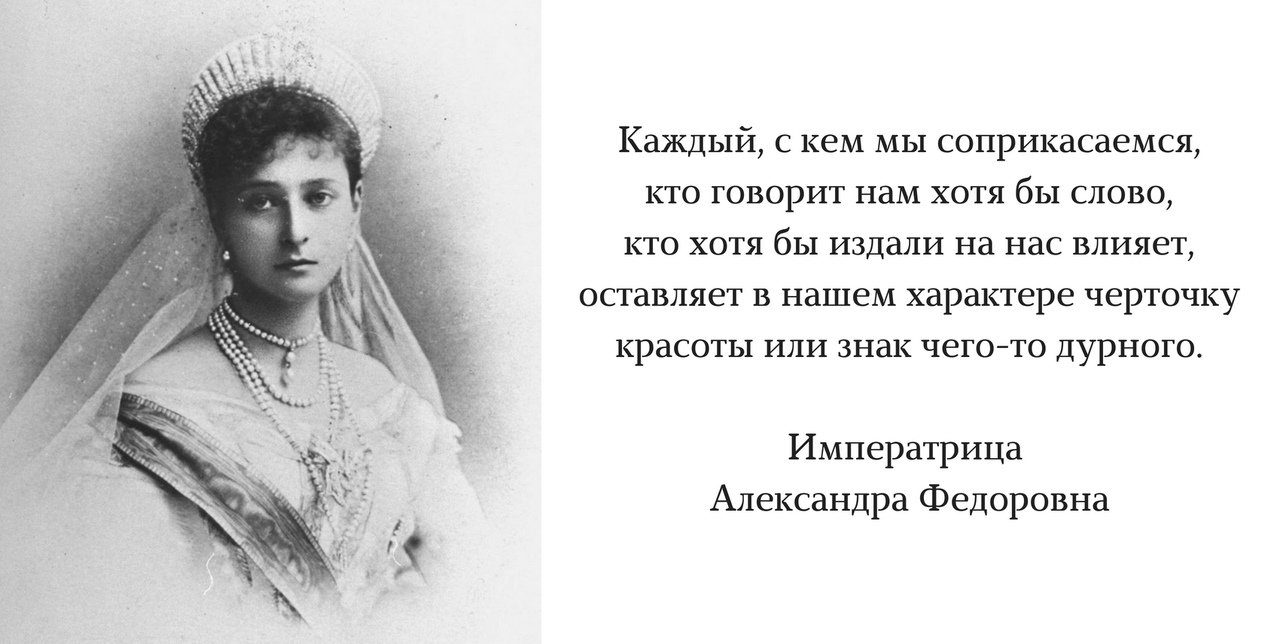 Каждый, с кем мы соприкасаемся,
кто говорит нам хотя бы слово,
кто хотя бы издали на нас влияет,
оставляет в нашем характере черточку
красоты или знак чего-то дурного.
Императрица
Александра Федоровна